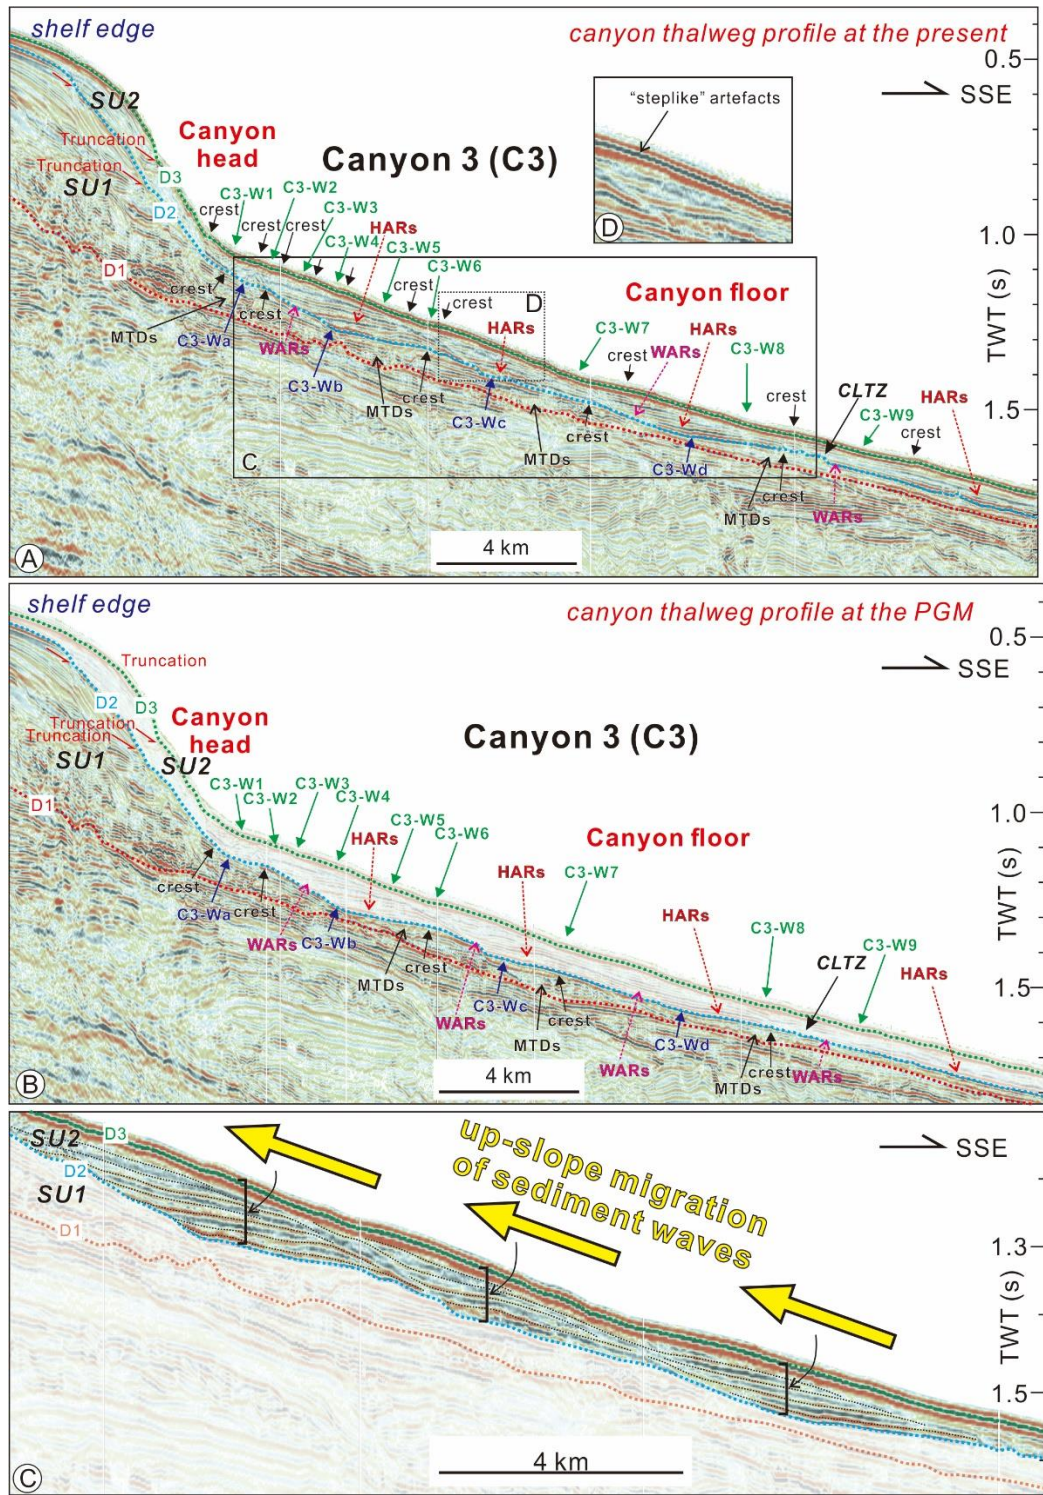 shelf edge
canyon thalweg profile at the present
0.5
SSE
"steplike" artefacts
SU2
Canyon
head
Canyon 3 (C3)
Truncation
Truncation
SU1
D3
D2
D1
C3-W1
C3-W2
C3-W3
C3-W4
C3-W5
C3-W6
crest
crest
crest
HARs
D
1.0
TWT (s)
crest
D
crest
Canyon floor
HARs
C3-W7
WARs
HARs
C3-W8
crest
crest
CLTZ
C3-W9
HARs
crest
1.5
crest
MTDs
C3-Wa
crest
WARs
C3-Wb
MTDs
crest
C3-Wc
MTDs
crest
C3-Wd
MTDs
crest
WARs
C
4 km
A
shelf edge
canyon thalweg profile at the PGM
0.5
SSE
Truncation
D2
D3
Canyon
head
Canyon 3 (C3)
Truncation
Truncation
SU1
SU2
D1
C3-W1
C3-W2
C3-W3
C3-W4
C3-W5
C3-W6
HARs
1.0
TWT (s)
Canyon floor
HARs
C3-W7
HARs
C3-W8
C3-W9
CLTZ
HARs
1.5
crest
C3-Wa
crest
WARs
C3-Wb
MTDs
crest
WARs
C3-Wc
MTDs
crest
WARs
C3-Wd
MTDs
crest
WARs
4 km
B
SU2
D3
D2
SU1
D1
up-slope migration
of sediment waves
SSE
1.3
TWT (s)
1.5
4 km
C